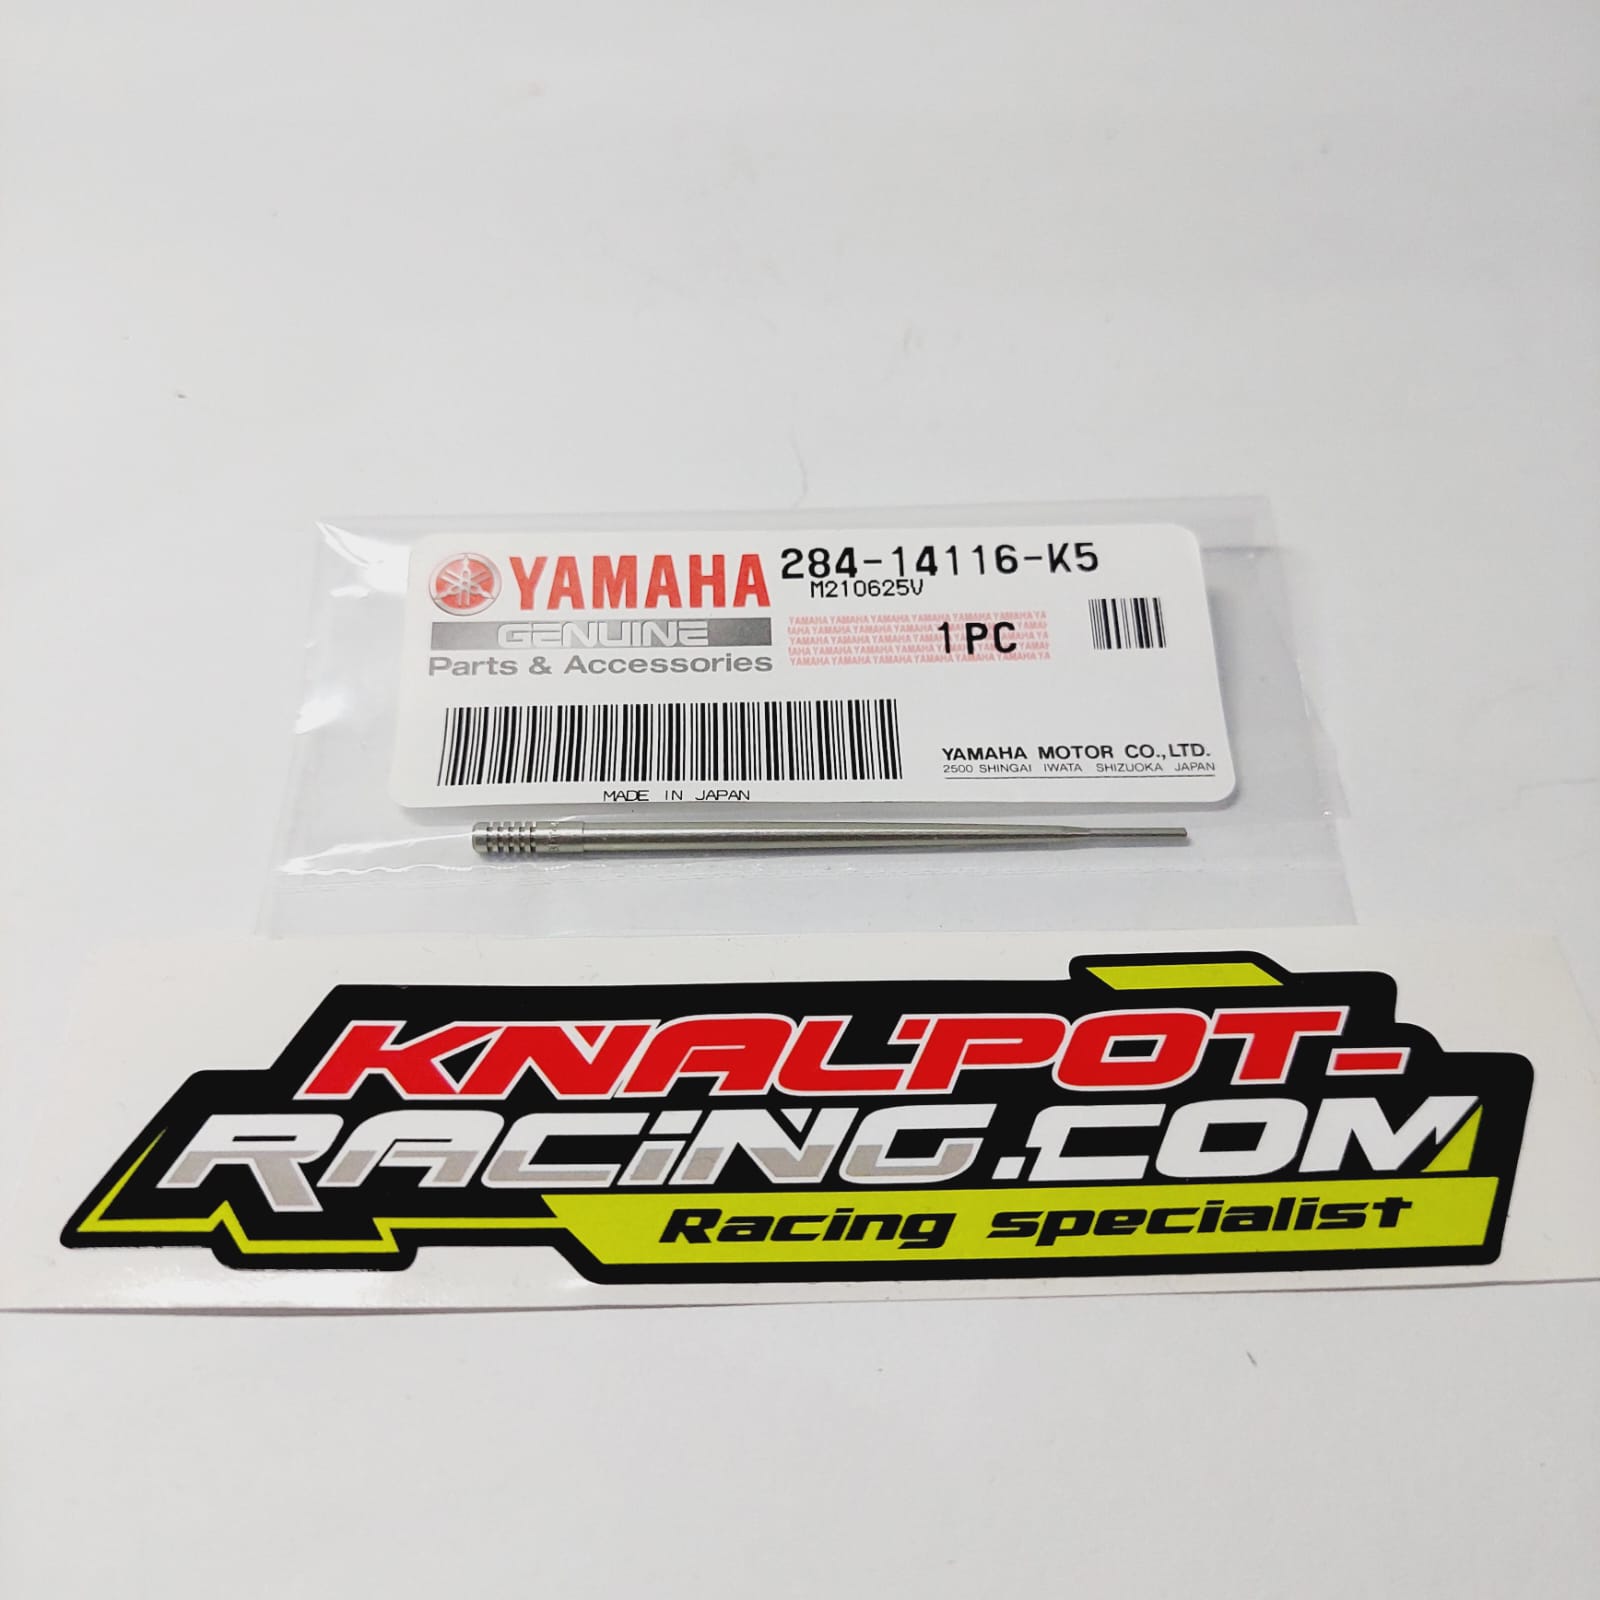 YAMAHA 284-14116-K5
M210625V
GENUINE
Parts & Accessories
1PC
YAMAHA MOTOR CO.,LTD.
2500 SHINGAI IWATA SHIZUOKA JAPAN
MADE IN JAPAN
KNALPOT-
RACING.COM
Racing specialist